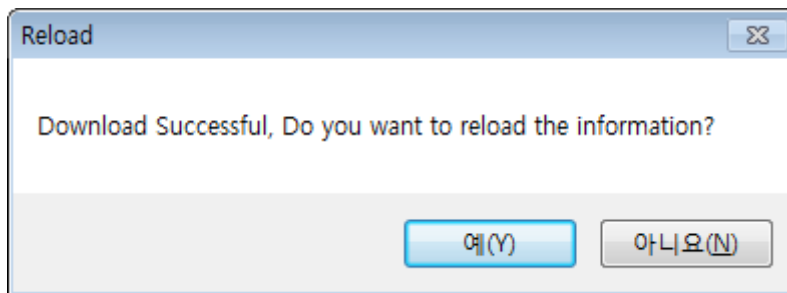 Reload
Download Successful, Do you want to reload the information?
예(Y)
아니요(N)